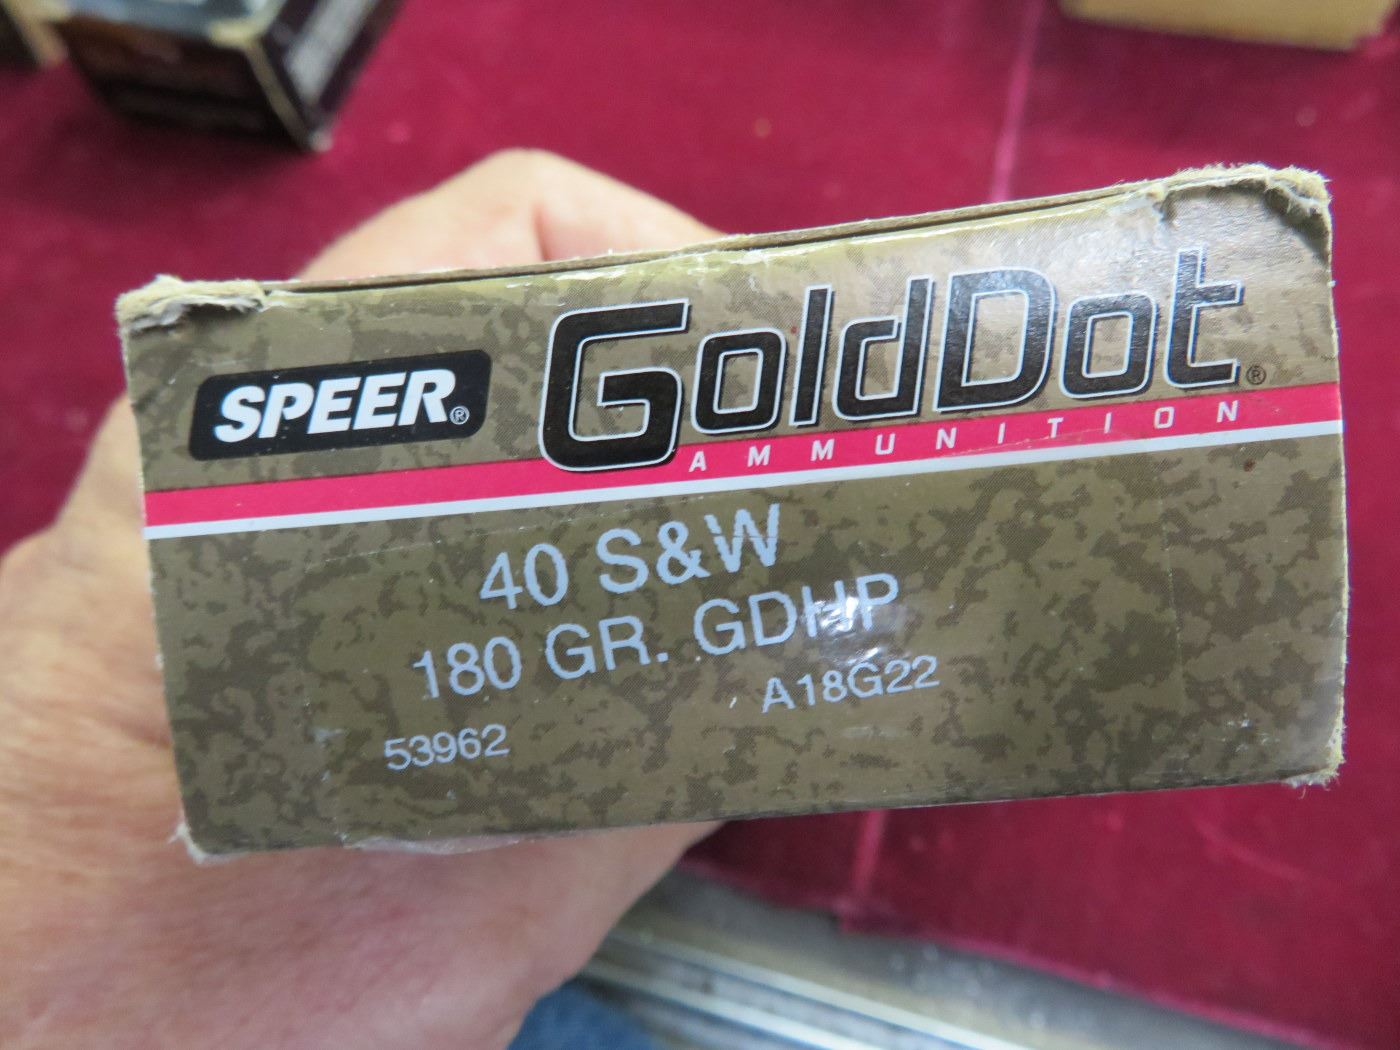 SPEER®
GoldDot®
AMMUNITION
40 S&W
180 GR. GDHP
A18G22
53962